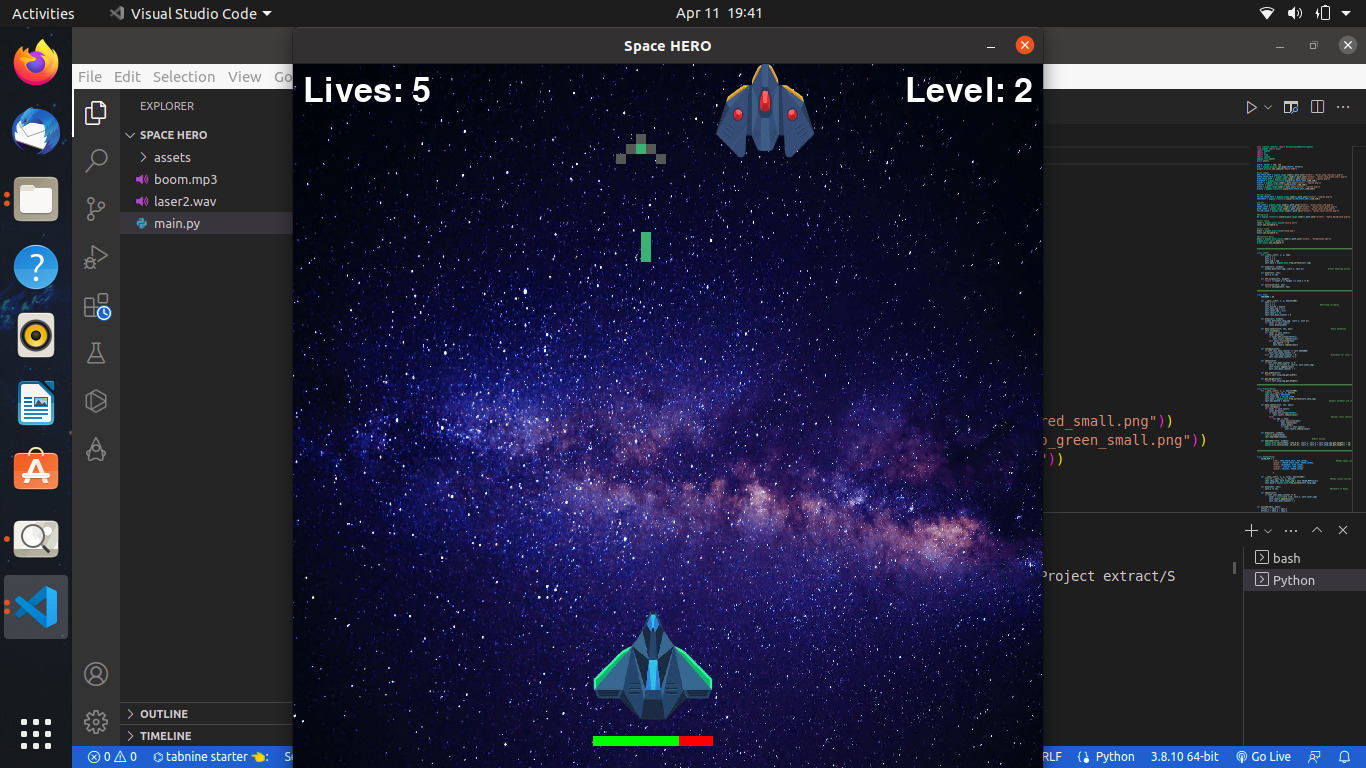 Activities
Visual Studio Code
Apr 11 19:41
Space HERO
File Edit Selection View Go
Lives: 5
Level: 2
EXPLORER
SPACE HERO
assets
boom.mp3
laser2.wav
main.py
red_small.png"))
o_green_small.png"))
"))
bash
Project extract/S
Python
OUTLINE
TIMELINE
0 0
tabnine starter
Se
RLF
Python
3.8.10 64-bit
Go Live